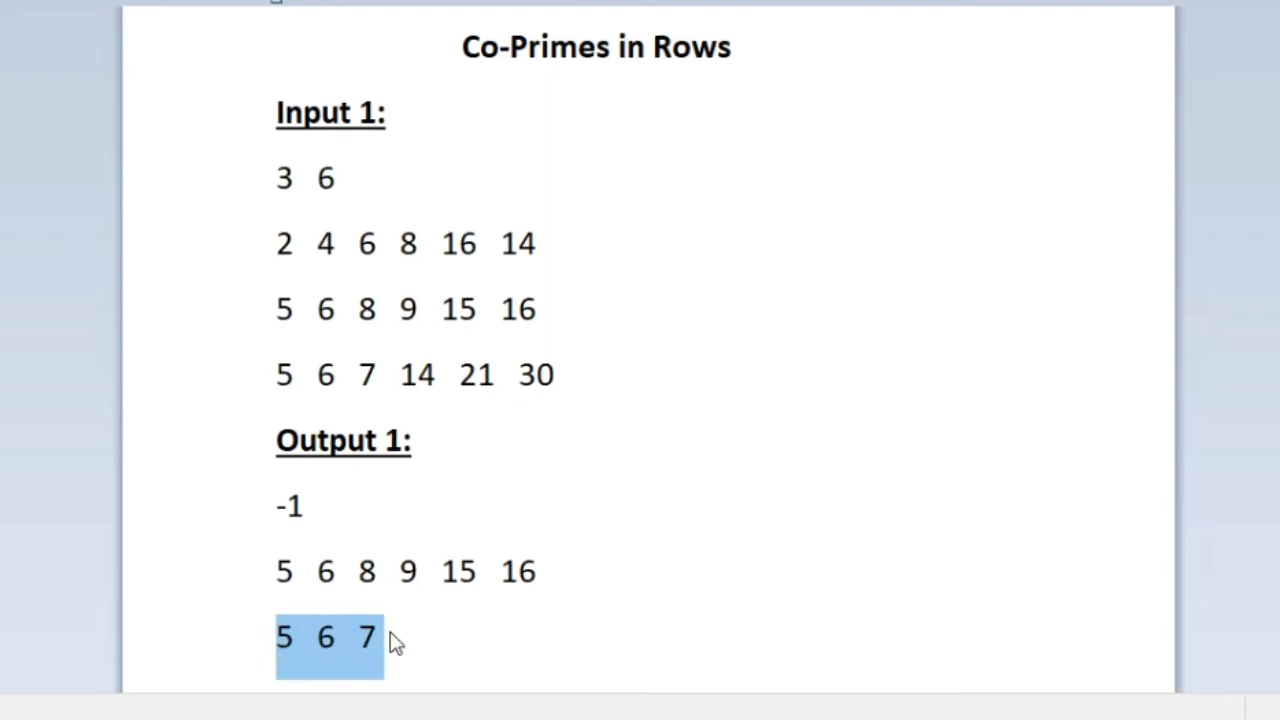 Co-Primes in Rows
Input 1:
3 6
2 4 6 8 16 14
5 6 8 9 15 16
5 6 7 14 21 30
Output 1:
-1
5 6 8 9 15 16
5 6 7